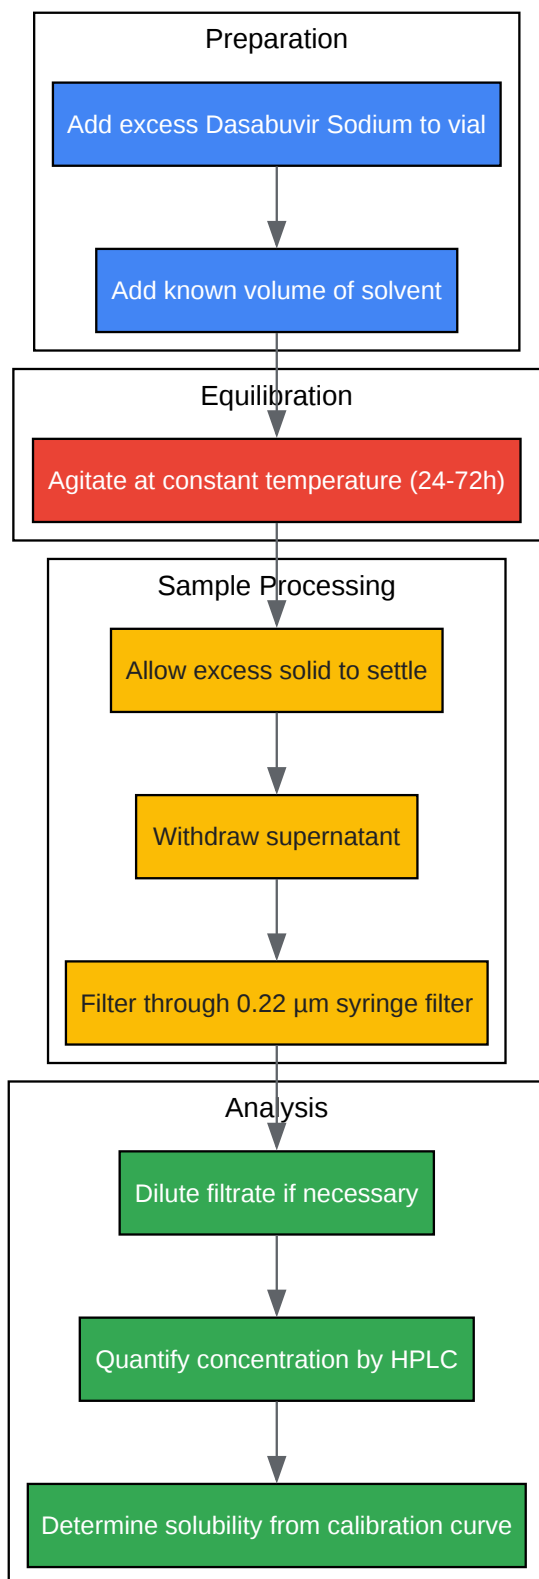 Preparation
Add excess Dasabuvir Sodium to vial
Add known volume of solvent
Equilibration
Agitate at constant temperature (24-72h)
Sample Processing
Allow excess solid to settle
Withdraw supernatant
Filter through 0.22 µm syringe filter
Analysis
Dilute filtrate if necessary
Quantify concentration by HPLC
Determine solubility from calibration curve